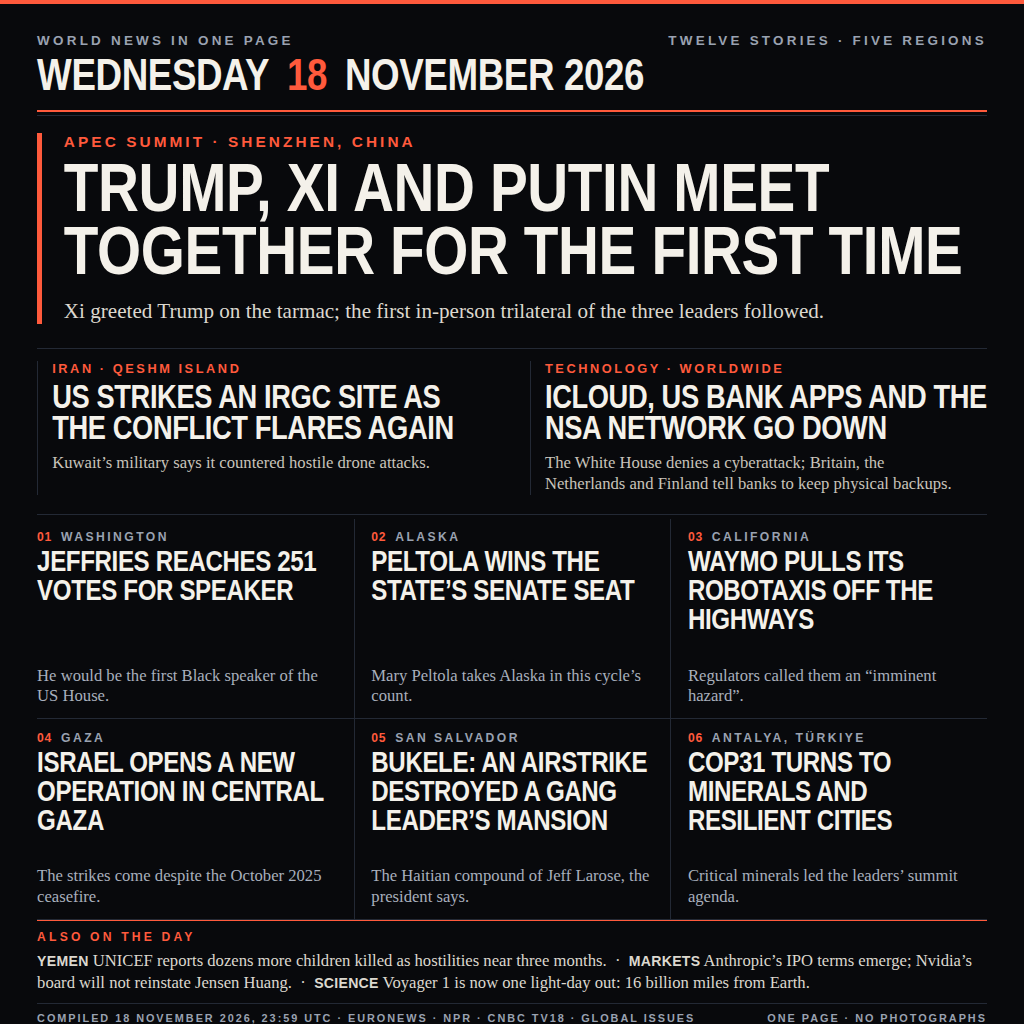 WORLD NEWS IN ONE PAGE
TWELVE STORIES · FIVE REGIONS
WEDNESDAY 18 NOVEMBER 2026
APEC SUMMIT · SHENZHEN, CHINA
TRUMP, XI AND PUTIN MEET
TOGETHER FOR THE FIRST TIME
Xi greeted Trump on the tarmac; the first in-person trilateral of the three leaders followed.
IRAN · QESHM ISLAND
US STRIKES AN IRGC SITE AS
THE CONFLICT FLARES AGAIN
Kuwait’s military says it countered hostile drone attacks.
TECHNOLOGY · WORLDWIDE
ICLOUD, US BANK APPS AND THE
NSA NETWORK GO DOWN
The White House denies a cyberattack; Britain, the
Netherlands and Finland tell banks to keep physical backups.
01 WASHINGTON
JEFFRIES REACHES 251
VOTES FOR SPEAKER
He would be the first Black speaker of the
US House.
02 ALASKA
PELTOLA WINS THE
STATE’S SENATE SEAT
Mary Peltola takes Alaska in this cycle’s
count.
03 CALIFORNIA
WAYMO PULLS ITS
ROBOTAXIS OFF THE
HIGHWAYS
Regulators called them an “imminent
hazard”.
04 GAZA
ISRAEL OPENS A NEW
OPERATION IN CENTRAL
GAZA
The strikes come despite the October 2025
ceasefire.
05 SAN SALVADOR
BUKELE: AN AIRSTRIKE
DESTROYED A GANG
LEADER’S MANSION
The Haitian compound of Jeff Larose, the
president says.
06 ANTALYA, TÜRKIYE
COP31 TURNS TO
MINERALS AND
RESILIENT CITIES
Critical minerals led the leaders’ summit
agenda.
ALSO ON THE DAY
YEMEN UNICEF reports dozens more children killed as hostilities near three months. · MARKETS Anthropic’s IPO terms emerge; Nvidia’s
board will not reinstate Jensen Huang. · SCIENCE Voyager 1 is now one light-day out: 16 billion miles from Earth.
COMPILED 18 NOVEMBER 2026, 23:59 UTC · EURONEWS · NPR · CNBC TV18 · GLOBAL ISSUES
ONE PAGE · NO PHOTOGRAPHS